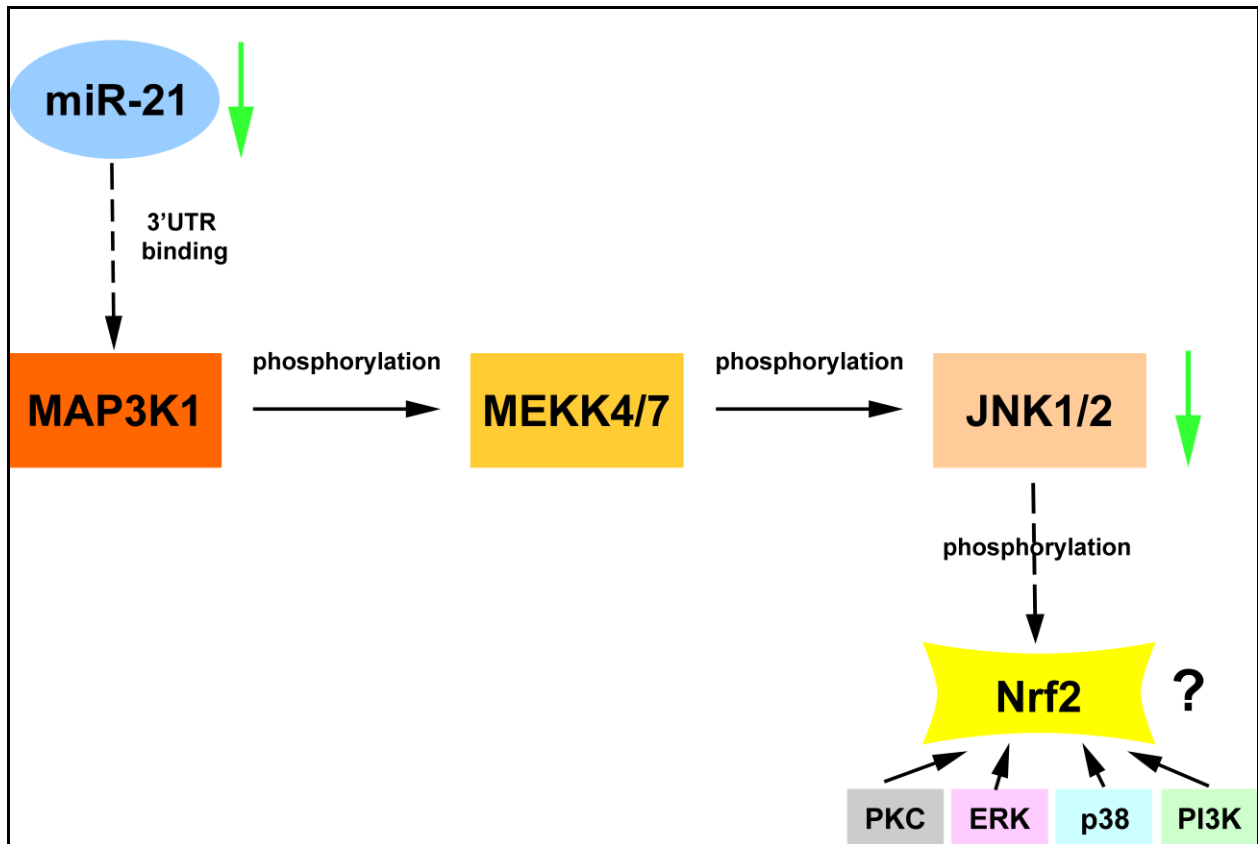 miR-21
3’UTR
binding
phosphorylation
phosphorylation
MAP3K1
MEKK4/7
JNK1/2
phosphorylation
Nrf2
?
PKC
ERK
p38
PI3K